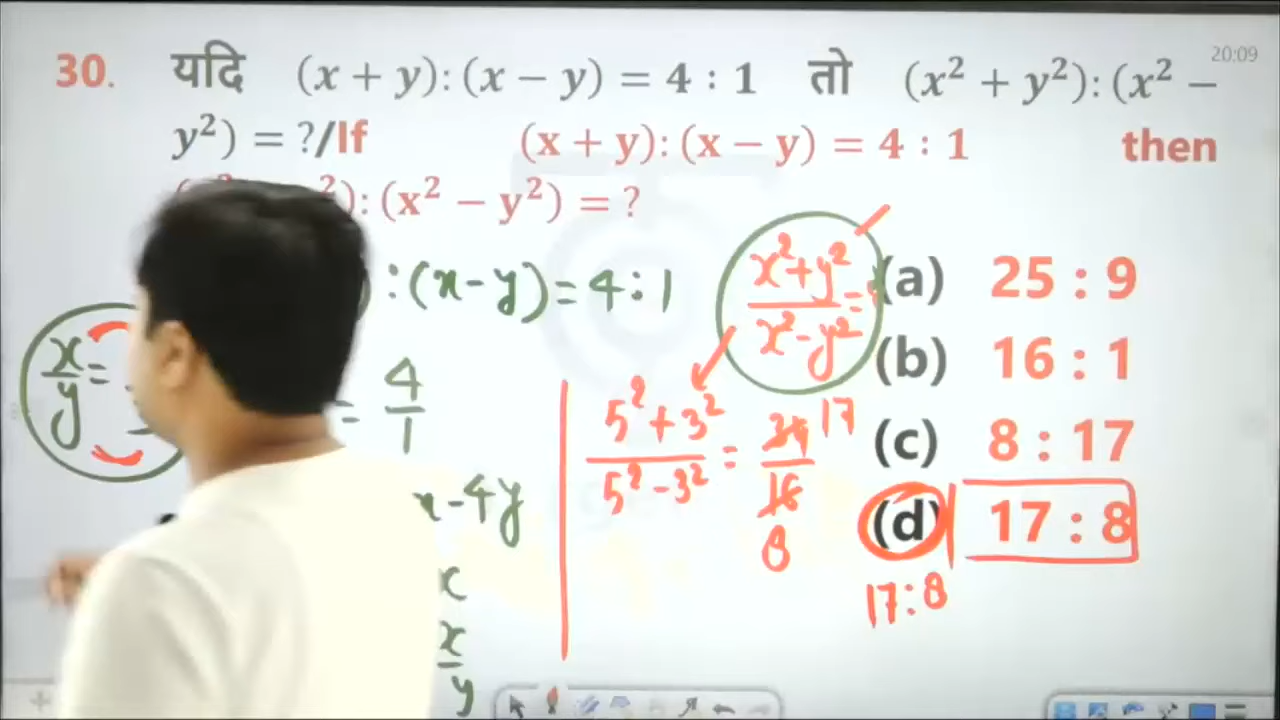 20:09
30. यदि (x + y): (x − y) = 4 : 1 तो (x² + y²): (x² −
y²) = ?/If (x + y): (x − y) = 4 : 1 then
): (x² − y²) = ?
: (x-y) = 4 : 1
x/y =
= 4/1
x-4y
x
x/y
(x²+y²)/(x²-y²) =
(5²+3²)/(5²-3²) = 34/16 17 8
(a) 25 : 9
(b) 16 : 1
(c) 8 : 17
(d) 17 : 8
17:8